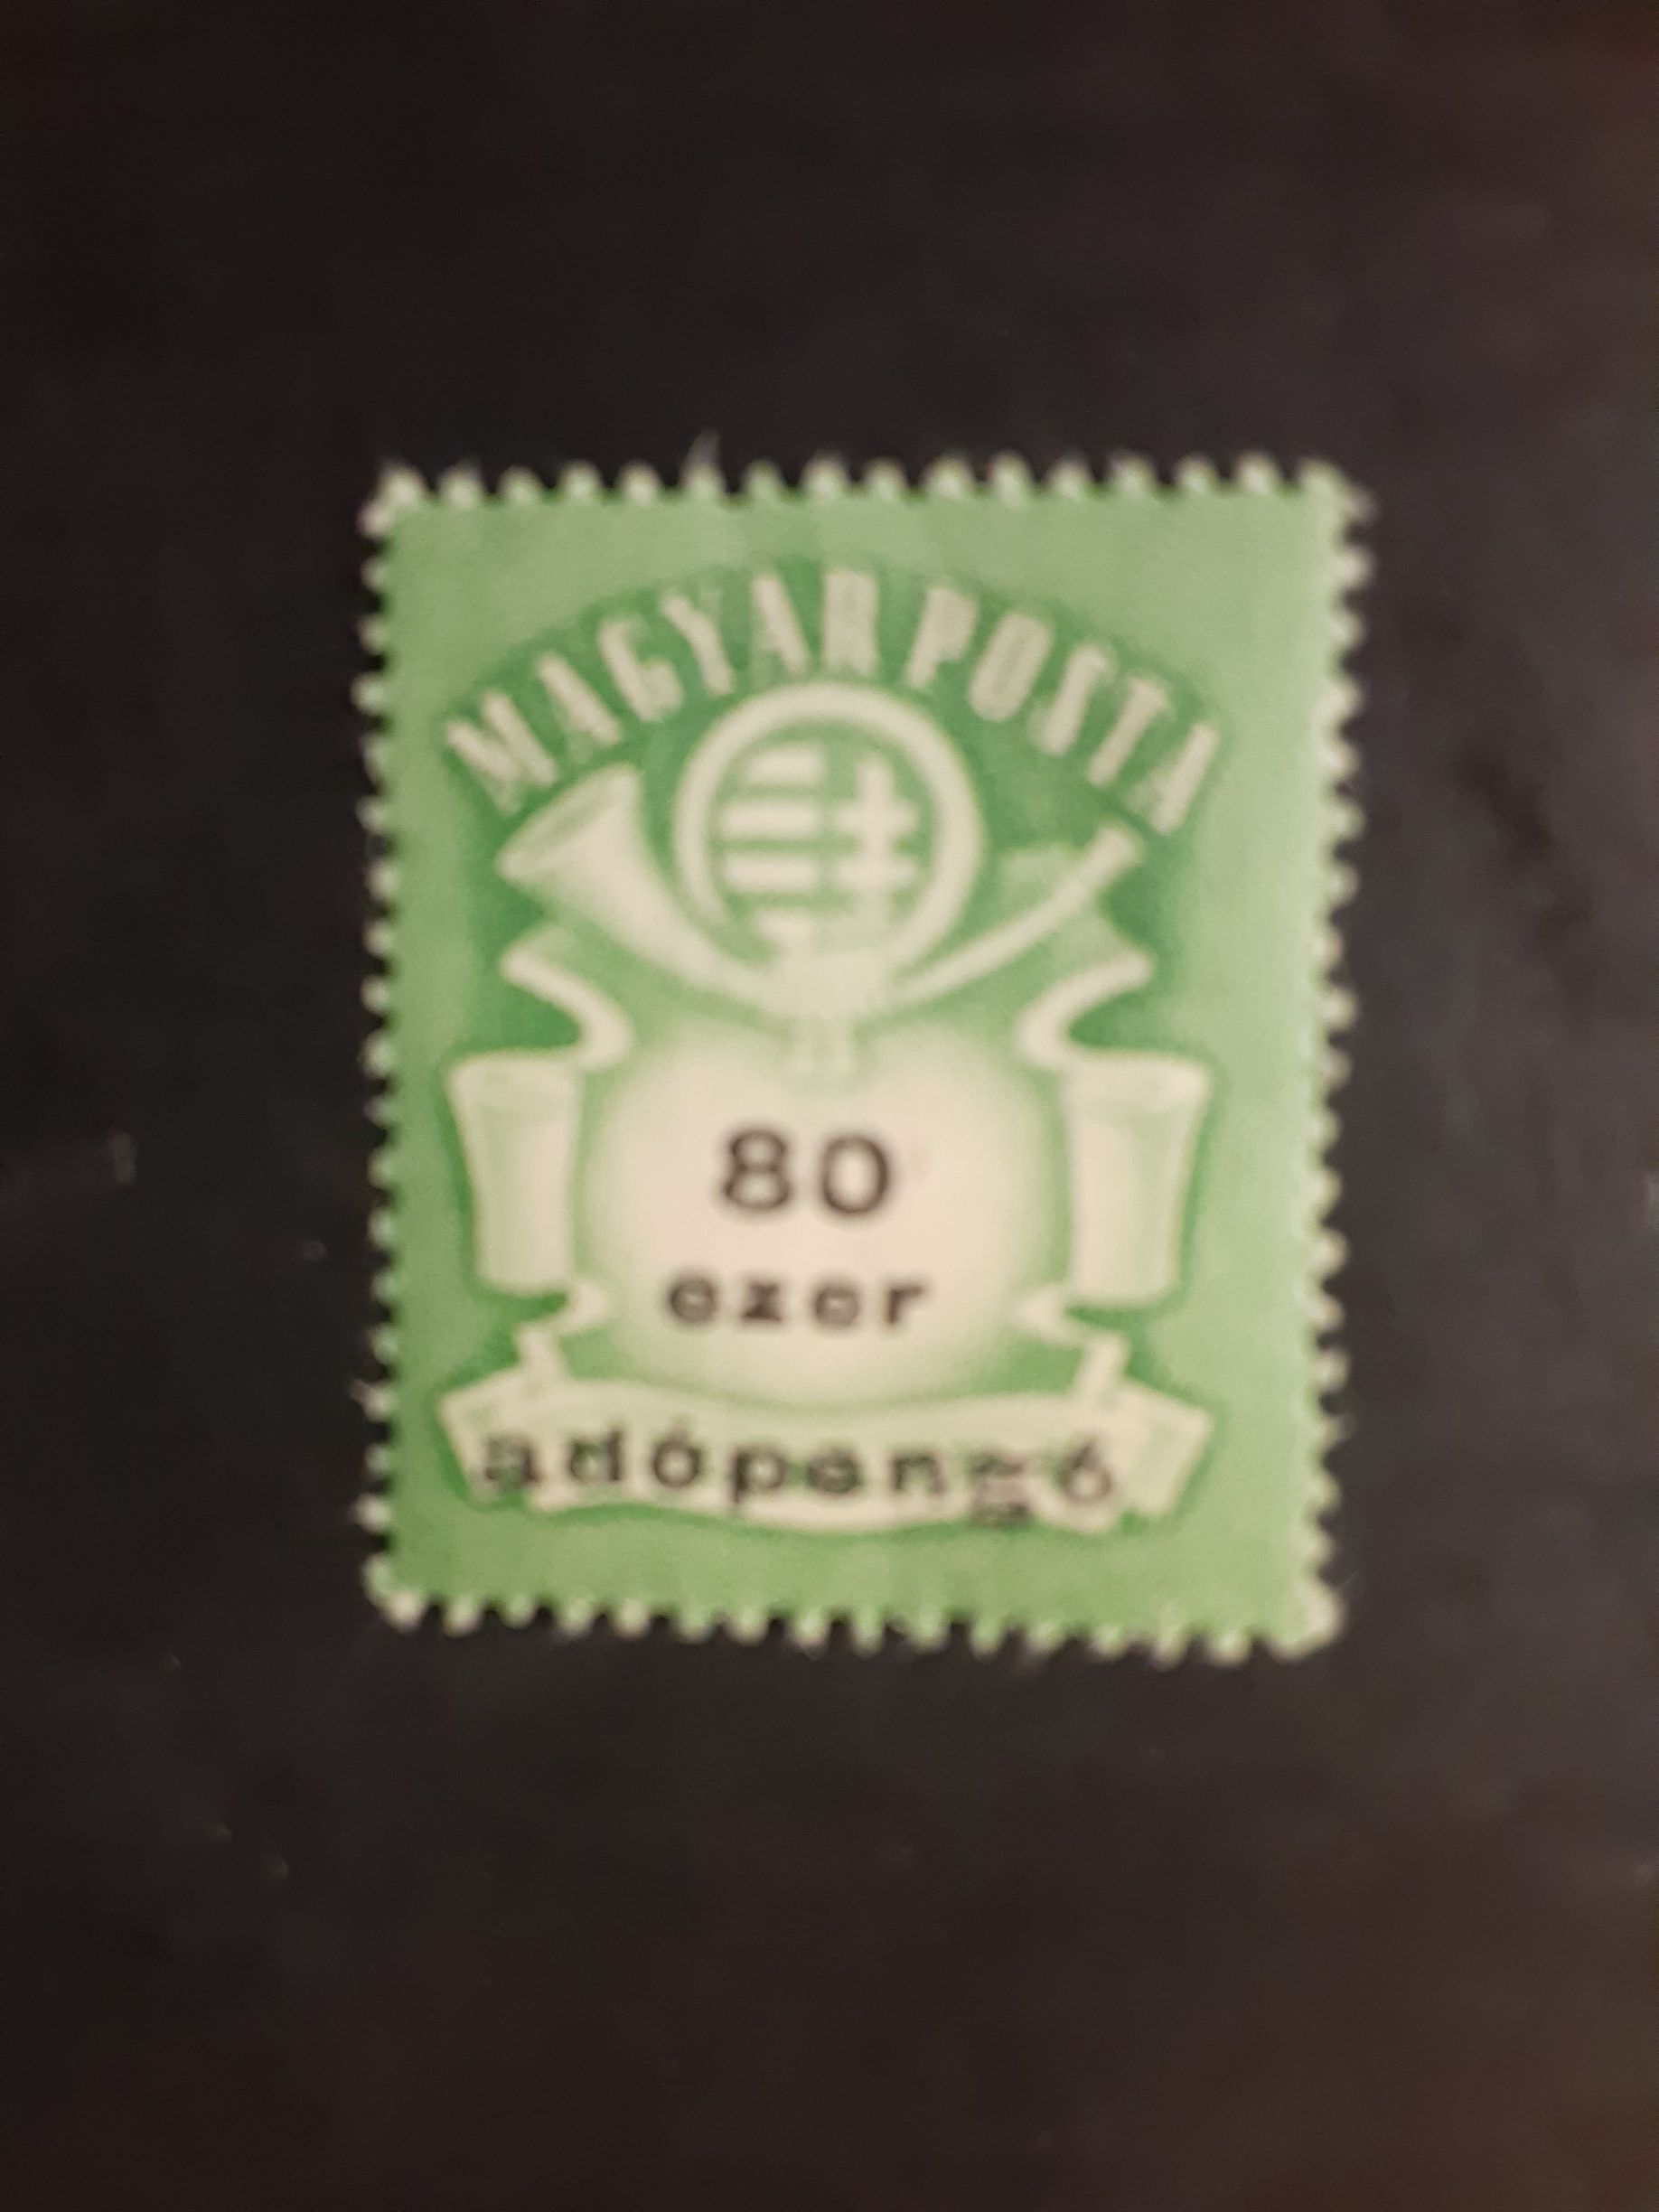 MAGYAR POSTA
80
ezer
adópengő